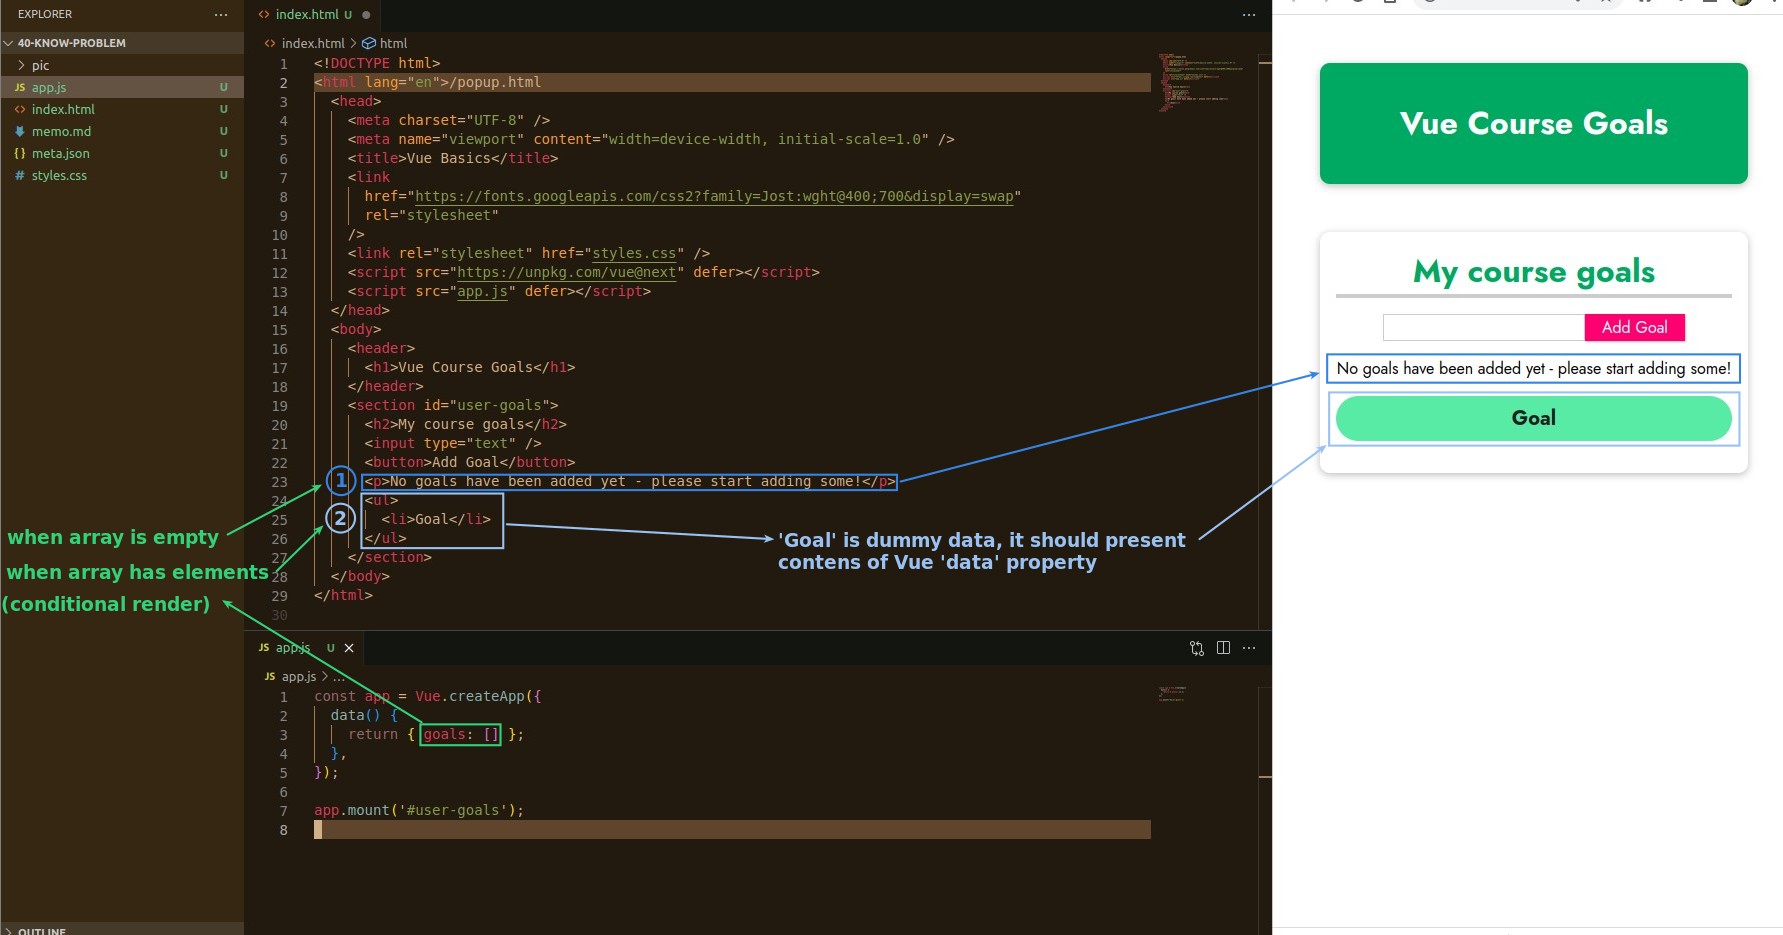 EXPLORER ···
40-KNOW-PROBLEM
pic
JS app.js U
<> index.html U
memo.md U
{} meta.json U
# styles.css U
OUTLINE
<> index.html U ● ···
<> index.html > html
1 <!DOCTYPE html>
2 <html lang="en">/popup.html
3 <head>
4 <meta charset="UTF-8" />
5 <meta name="viewport" content="width=device-width, initial-scale=1.0" />
6 <title>Vue Basics</title>
7 <link
8 href="https://fonts.googleapis.com/css2?family=Jost:wght@400;700&display=swap"
9 rel="stylesheet"
10 />
11 <link rel="stylesheet" href="styles.css" />
12 <script src="https://unpkg.com/vue@next" defer></script>
13 <script src="app.js" defer></script>
14 </head>
15 <body>
16 <header>
17 <h1>Vue Course Goals</h1>
18 </header>
19 <section id="user-goals">
20 <h2>My course goals</h2>
21 <input type="text" />
22 <button>Add Goal</button>
23 1 <p>No goals have been added yet - please start adding some!</p>
24 <ul>
25 2 <li>Goal</li>
26 </ul>
27 </section>
28 </body>
29 </html>
30
when array is empty
when array has elements
(conditional render)
'Goal' is dummy data, it should present
contens of Vue 'data' property
JS app.js U × ···
JS app.js > ...
1 const app = Vue.createApp({
2 data() {
3 return { goals: [] };
4 },
5 });
6
7 app.mount('#user-goals');
8
Vue Course Goals
My course goals
Add Goal
No goals have been added yet - please start adding some!
Goal